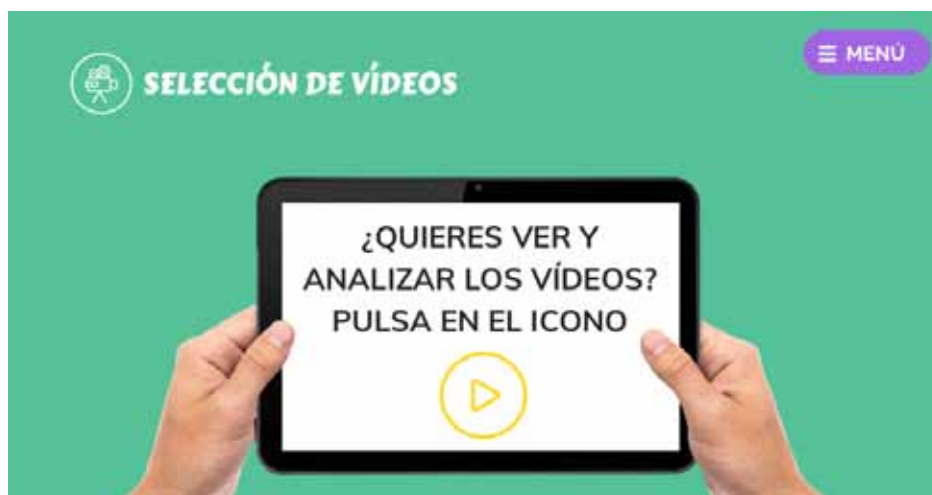 SELECCIÓN DE VÍDEOS
MENÚ
¿QUIERES VER Y
ANALIZAR LOS VÍDEOS?
PULSA EN EL ICONO